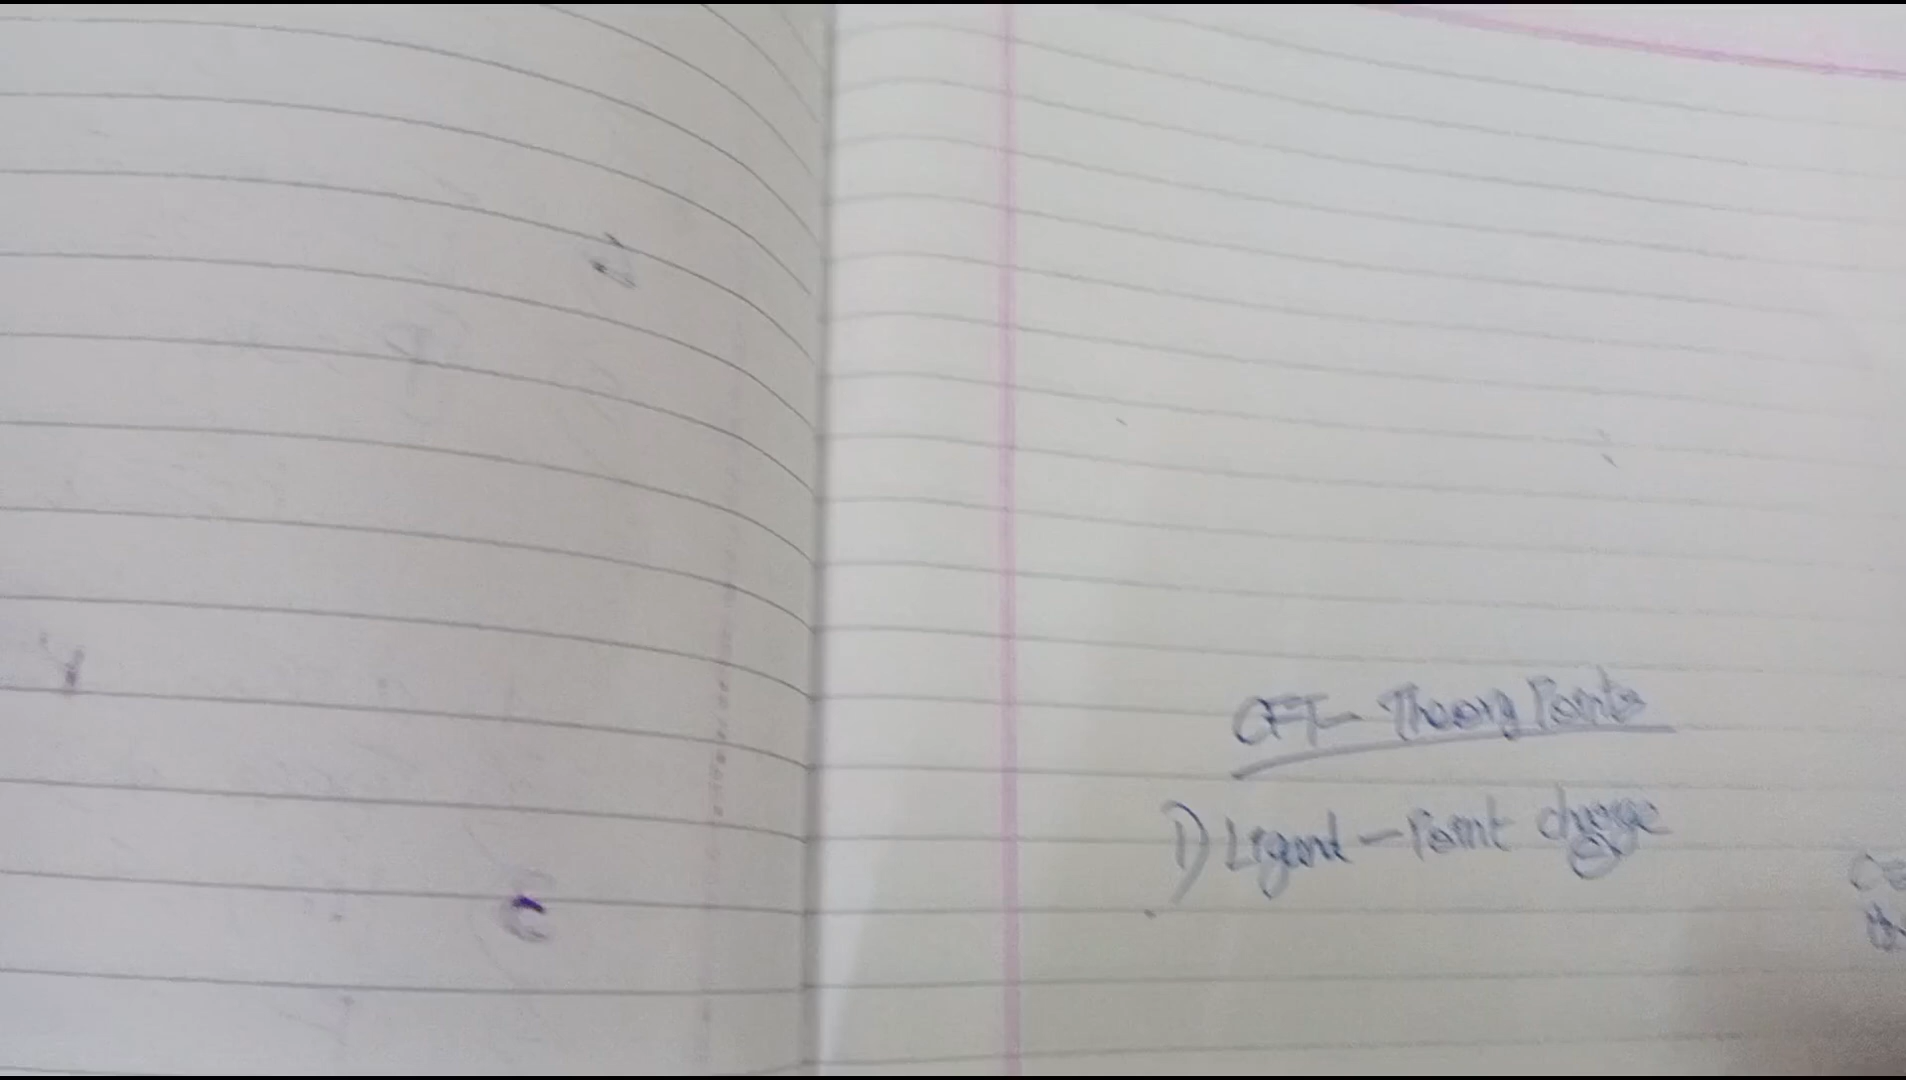 CFT - Theory Points
1) Ligand - Point charge